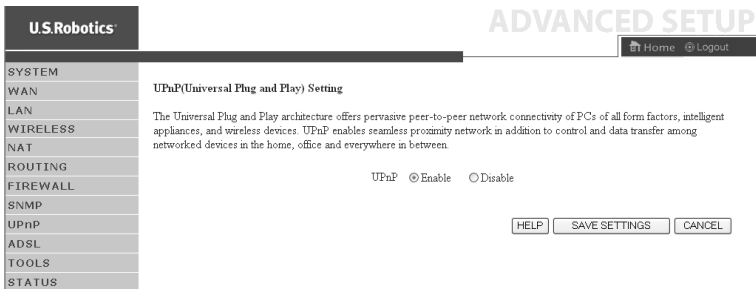 U.S.Robotics
ADVANCED SETUP
Home Logout
SYSTEM
WAN
LAN
WIRELESS
NAT
ROUTING
FIREWALL
SNMP
UPnP
ADSL
TOOLS
STATUS
UPnP(Universal Plug and Play) Setting
The Universal Plug and Play architecture offers pervasive peer-to-peer network connectivity of PCs of all form factors, intelligent
appliances, and wireless devices. UPnP enables seamless proximity network in addition to control and data transfer among
networked devices in the home, office and everywhere in between.
UPnP Enable Disable
HELP SAVE SETTINGS CANCEL